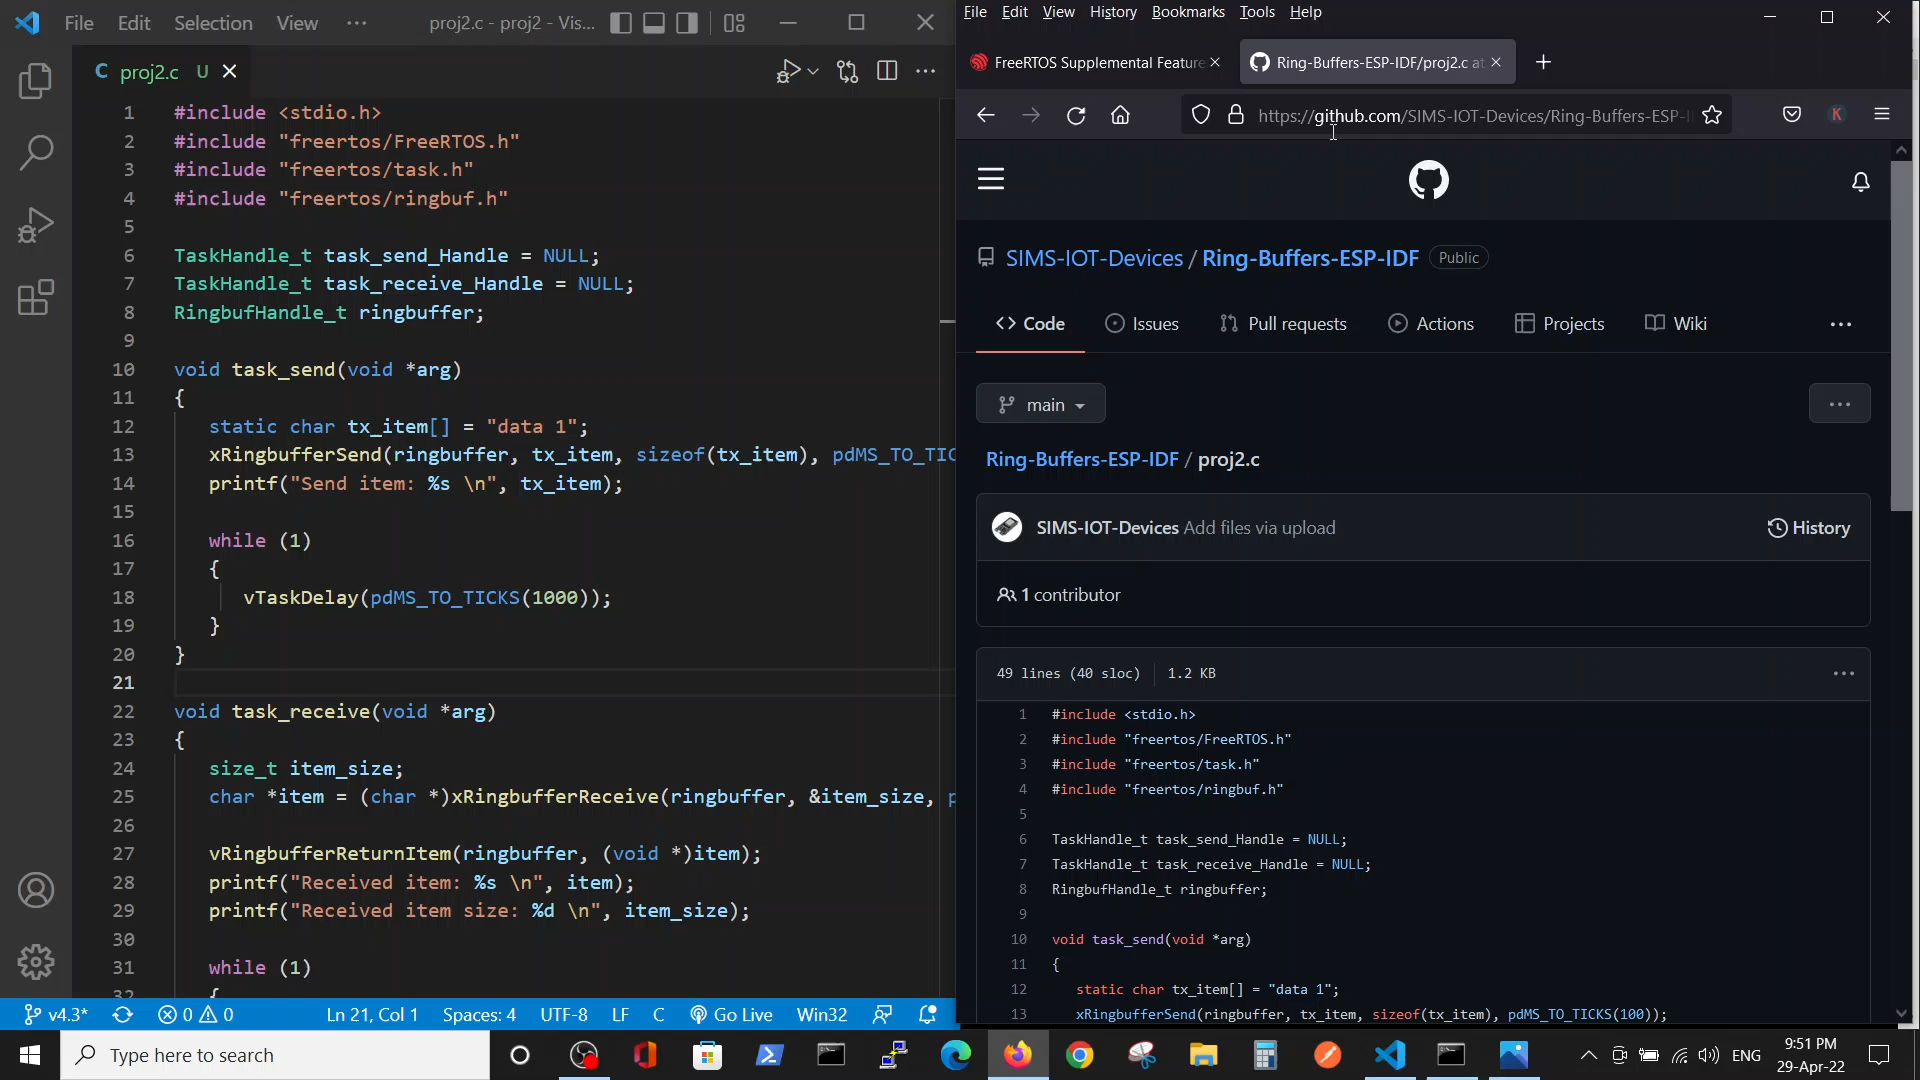 File Edit Selection View ··· proj2.c - proj2 - Vis...
C proj2.c U
1 #include <stdio.h>
2 #include "freertos/FreeRTOS.h"
3 #include "freertos/task.h"
4 #include "freertos/ringbuf.h"
5
6 TaskHandle_t task_send_Handle = NULL;
7 TaskHandle_t task_receive_Handle = NULL;
8 RingbufHandle_t ringbuffer;
9
10 void task_send(void *arg)
11 {
12 static char tx_item[] = "data 1";
13 xRingbufferSend(ringbuffer, tx_item, sizeof(tx_item), pdMS_TO_TIC
14 printf("Send item: %s \n", tx_item);
15
16 while (1)
17 {
18 vTaskDelay(pdMS_TO_TICKS(1000));
19 }
20 }
21
22 void task_receive(void *arg)
23 {
24 size_t item_size;
25 char *item = (char *)xRingbufferReceive(ringbuffer, &item_size, p
26
27 vRingbufferReturnItem(ringbuffer, (void *)item);
28 printf("Received item: %s \n", item);
29 printf("Received item size: %d \n", item_size);
30
31 while (1)
32 {
v4.3* 0 0 Ln 21, Col 1 Spaces: 4 UTF-8 LF C Go Live Win32
File Edit View History Bookmarks Tools Help
FreeRTOS Supplemental Feature Ring-Buffers-ESP-IDF/proj2.c at
https://github.com/SIMS-IOT-Devices/Ring-Buffers-ESP-I K
SIMS-IOT-Devices / Ring-Buffers-ESP-IDF Public
<> Code Issues Pull requests Actions Projects Wiki ···
main ···
Ring-Buffers-ESP-IDF / proj2.c
SIMS-IOT-Devices Add files via upload History
1 contributor
49 lines (40 sloc) 1.2 KB ···
1 #include <stdio.h>
2 #include "freertos/FreeRTOS.h"
3 #include "freertos/task.h"
4 #include "freertos/ringbuf.h"
5
6 TaskHandle_t task_send_Handle = NULL;
7 TaskHandle_t task_receive_Handle = NULL;
8 RingbufHandle_t ringbuffer;
9
10 void task_send(void *arg)
11 {
12 static char tx_item[] = "data 1";
13 xRingbufferSend(ringbuffer, tx_item, sizeof(tx_item), pdMS_TO_TICKS(100));
Type here to search
ENG 9:51 PM
29-Apr-22